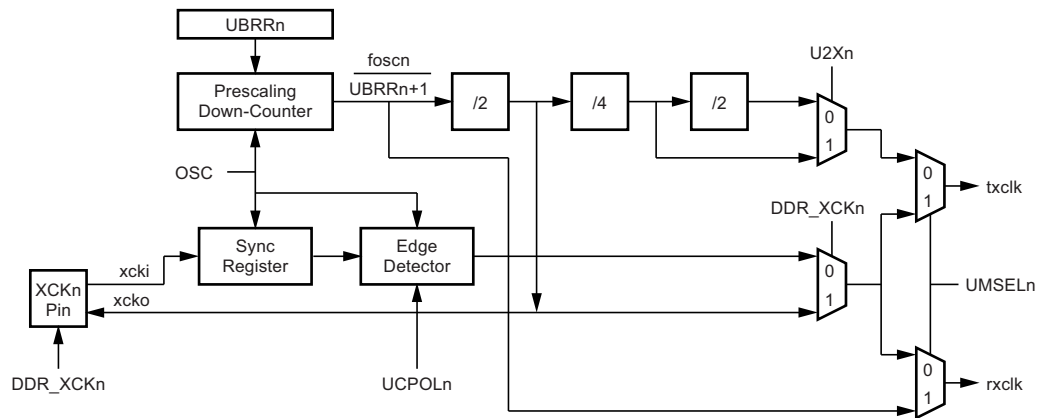 UBRRn
foscn
U2Xn
Prescaling
Down-Counter
UBRRn+1
/2
/4
/2
0
1
OSC
0
1
txclk
DDR_XCKn
Sync
Register
Edge
Detector
xcki
0
1
XCKn
Pin
xcko
UMSELn
DDR_XCKn
UCPOLn
0
1
rxclk